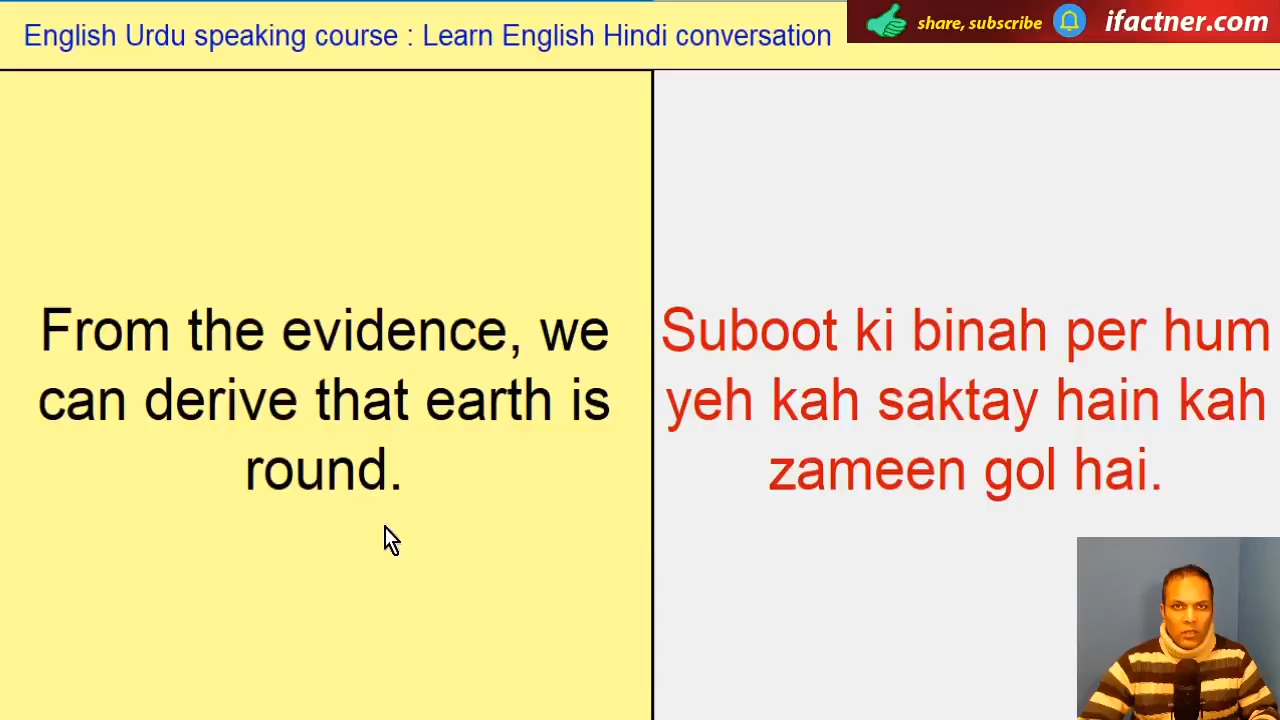 English Urdu speaking course : Learn English Hindi conversation
share, subscribe
ifactner.com
From the evidence, we
can derive that earth is
round.
Suboot ki binah per hum
yeh kah saktay hain kah
zameen gol hai.